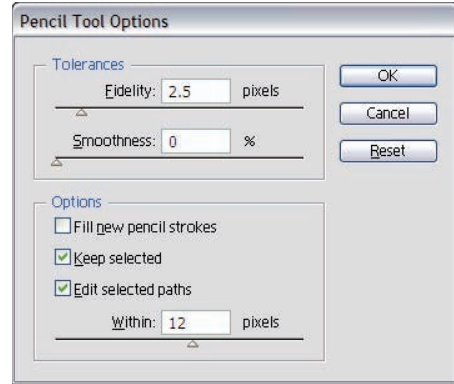 Pencil Tool Options
Tolerances
Fidelity: 2.5 pixels
Smoothness: 0 %
OK
Cancel
Reset
Options
Fill new pencil strokes
Keep selected
Edit selected paths
Within: 12 pixels